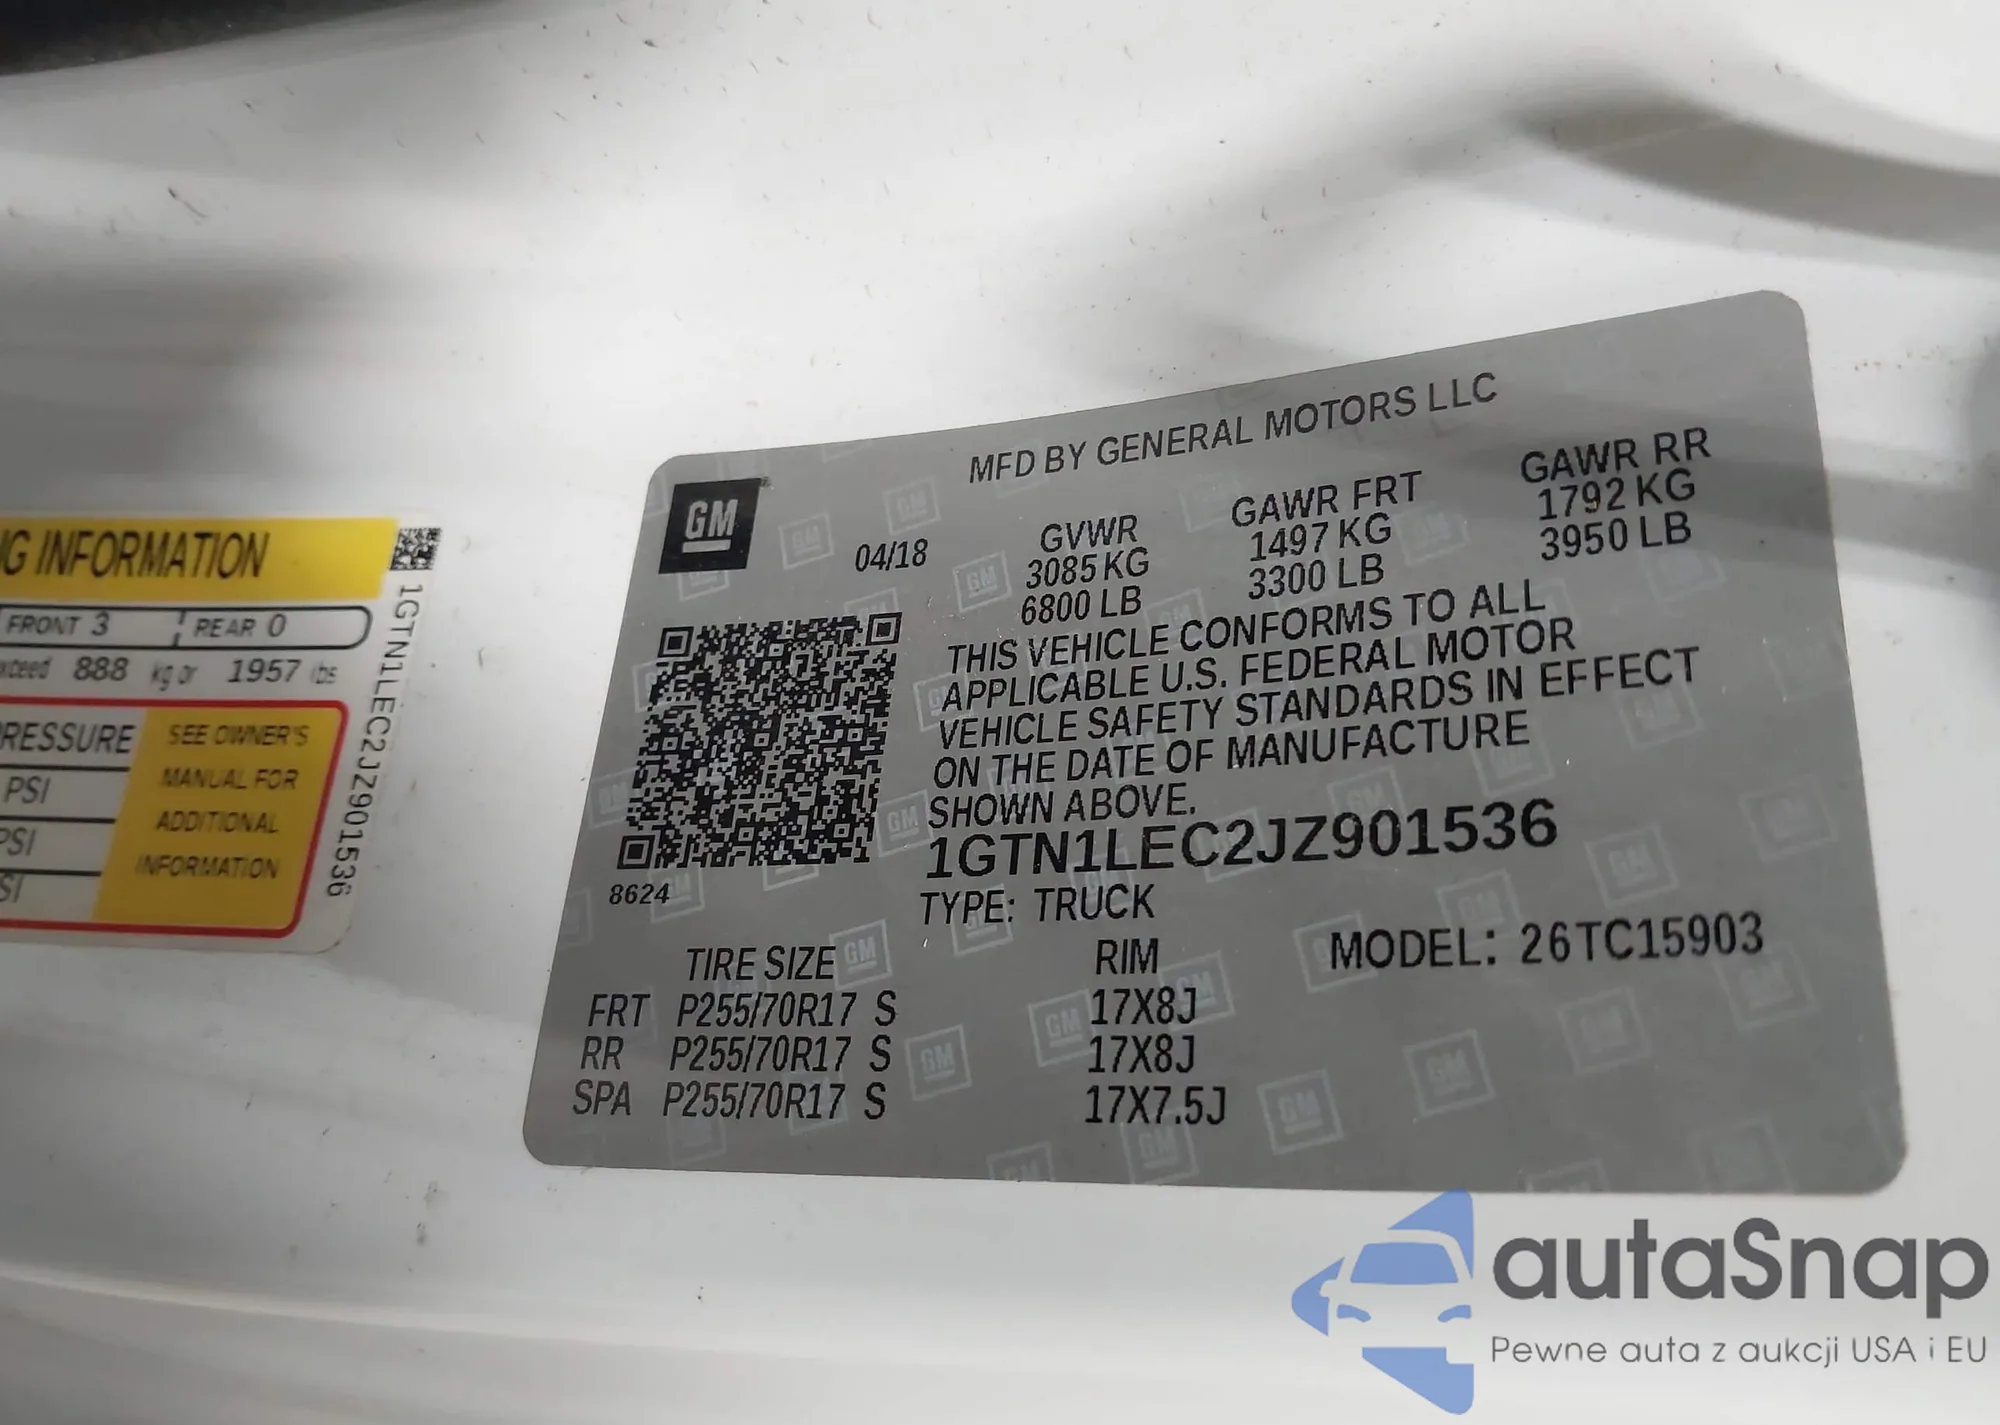 G INFORMATION
FRONT 3 REAR 0
888 kg or 1957 lbs
PRESSURE
PSI
PSI
SI
SEE OWNER'S
MANUAL FOR
ADDITIONAL
INFORMATION
1GTN1LEC2JZ901536
MFD BY GENERAL MOTORS LLC
GM
04/18
GVWR GAWR FRT GAWR RR
3085 KG 1497 KG 1792 KG
6800 LB 3300 LB 3950 LB
THIS VEHICLE CONFORMS TO ALL
APPLICABLE U.S. FEDERAL MOTOR
VEHICLE SAFETY STANDARDS IN EFFECT
ON THE DATE OF MANUFACTURE
SHOWN ABOVE.
1GTN1LEC2JZ901536
8624
TYPE: TRUCK
MODEL: 26TC15903
TIRE SIZE RIM
FRT P255/70R17 S 17X8J
RR P255/70R17 S 17X8J
SPA P255/70R17 S 17X7.5J
autaSnap
Pewne auta z aukcji USA i EU